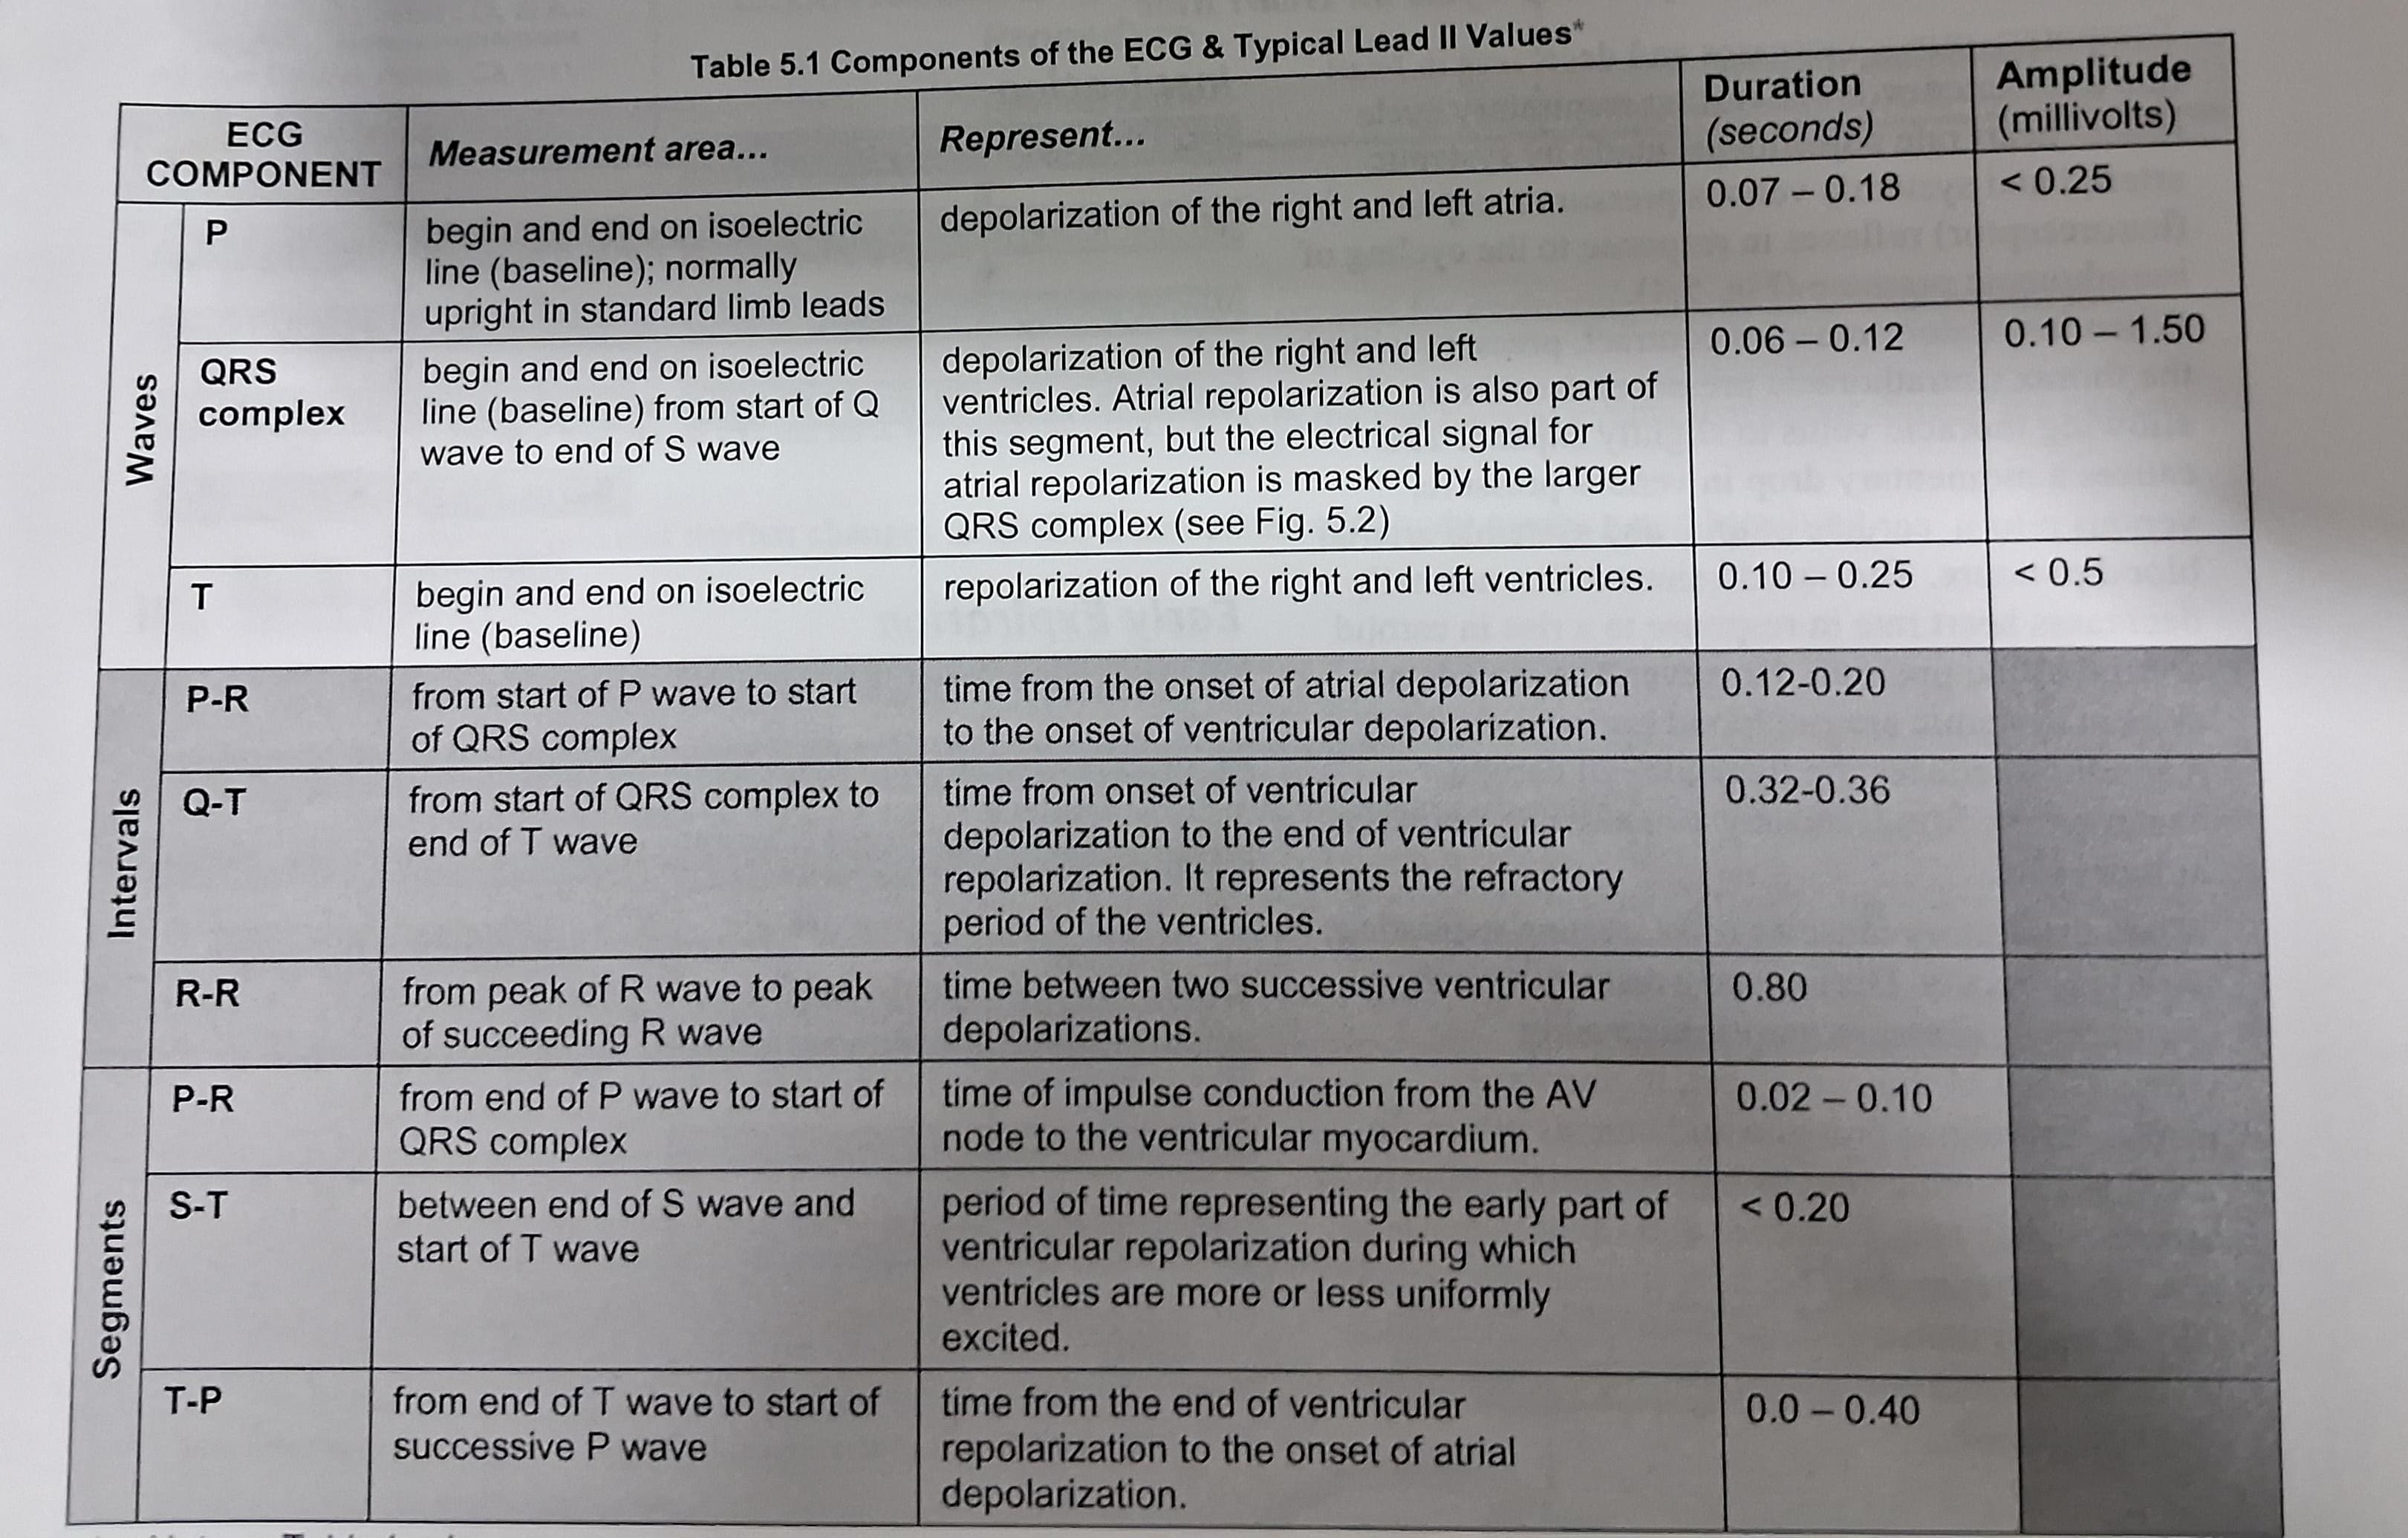 Table 5.1 Components of the ECG & Typical Lead II Values*
ECG
COMPONENT
Measurement area...
Represent...
Duration
(seconds)
Amplitude
(millivolts)
Waves
P
begin and end on isoelectric
line (baseline); normally
upright in standard limb leads
depolarization of the right and left atria.
0.07 – 0.18
< 0.25
QRS
complex
begin and end on isoelectric
line (baseline) from start of Q
wave to end of S wave
depolarization of the right and left
ventricles. Atrial repolarization is also part of
this segment, but the electrical signal for
atrial repolarization is masked by the larger
QRS complex (see Fig. 5.2)
0.06 – 0.12
0.10 – 1.50
T
begin and end on isoelectric
line (baseline)
repolarization of the right and left ventricles.
0.10 – 0.25
< 0.5
Intervals
P-R
from start of P wave to start
of QRS complex
time from the onset of atrial depolarization
to the onset of ventricular depolarization.
0.12-0.20
Q-T
from start of QRS complex to
end of T wave
time from onset of ventricular
depolarization to the end of ventricular
repolarization. It represents the refractory
period of the ventricles.
0.32-0.36
R-R
from peak of R wave to peak
of succeeding R wave
time between two successive ventricular
depolarizations.
0.80
Segments
P-R
from end of P wave to start of
QRS complex
time of impulse conduction from the AV
node to the ventricular myocardium.
0.02 – 0.10
S-T
between end of S wave and
start of T wave
period of time representing the early part of
ventricular repolarization during which
ventricles are more or less uniformly
excited.
< 0.20
T-P
from end of T wave to start of
successive P wave
time from the end of ventricular
repolarization to the onset of atrial
depolarization.
0.0 – 0.40